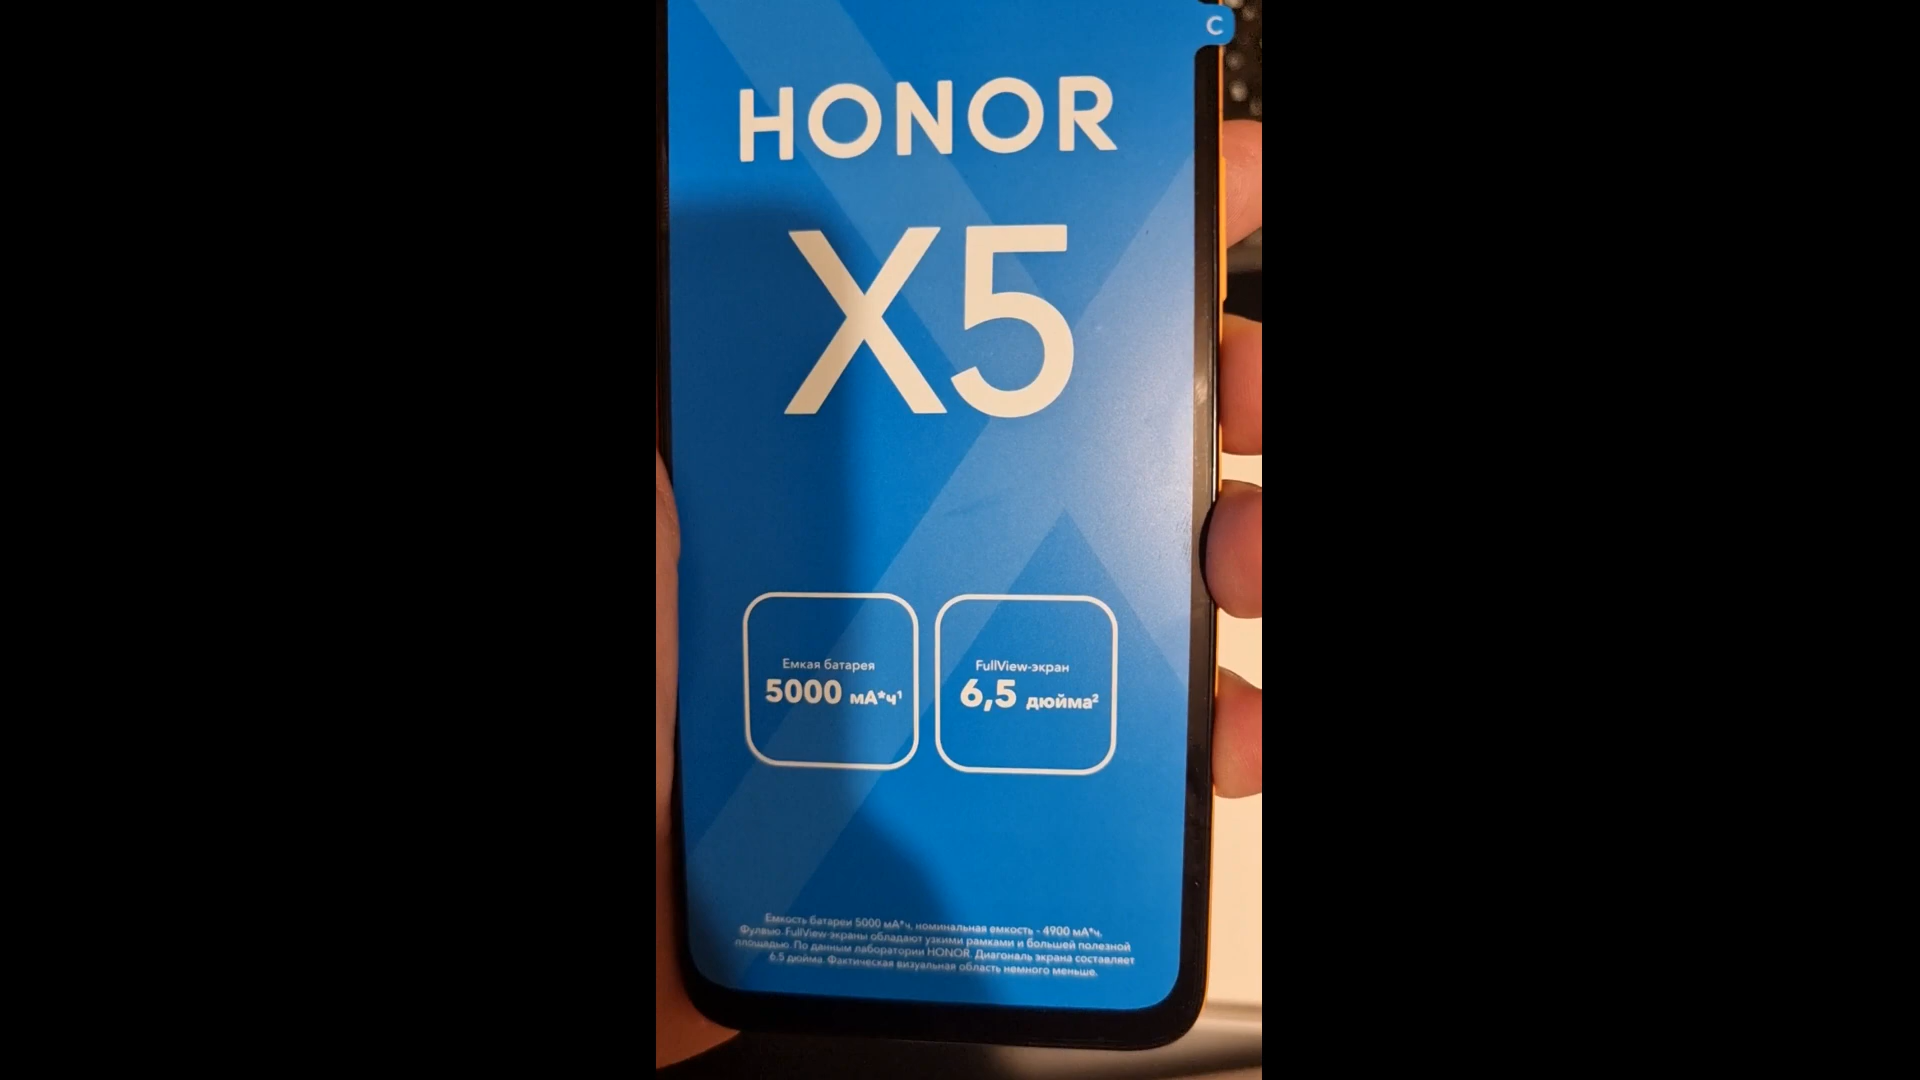 C
HONOR
X5
Емкая батарея
5000 мА*ч¹
FullView-экран
6,5 дюйма²
Емкость батареи 5000 мА*ч, номинальная емкость - 4900 мА*ч.
Фулвью. FullView-экраны обладают узкими рамками и большей полезной
площадью. По данным лаборатории HONOR. Диагональ экрана составляет
6.5 дюйма. Фактическая визуальная область немного меньше.